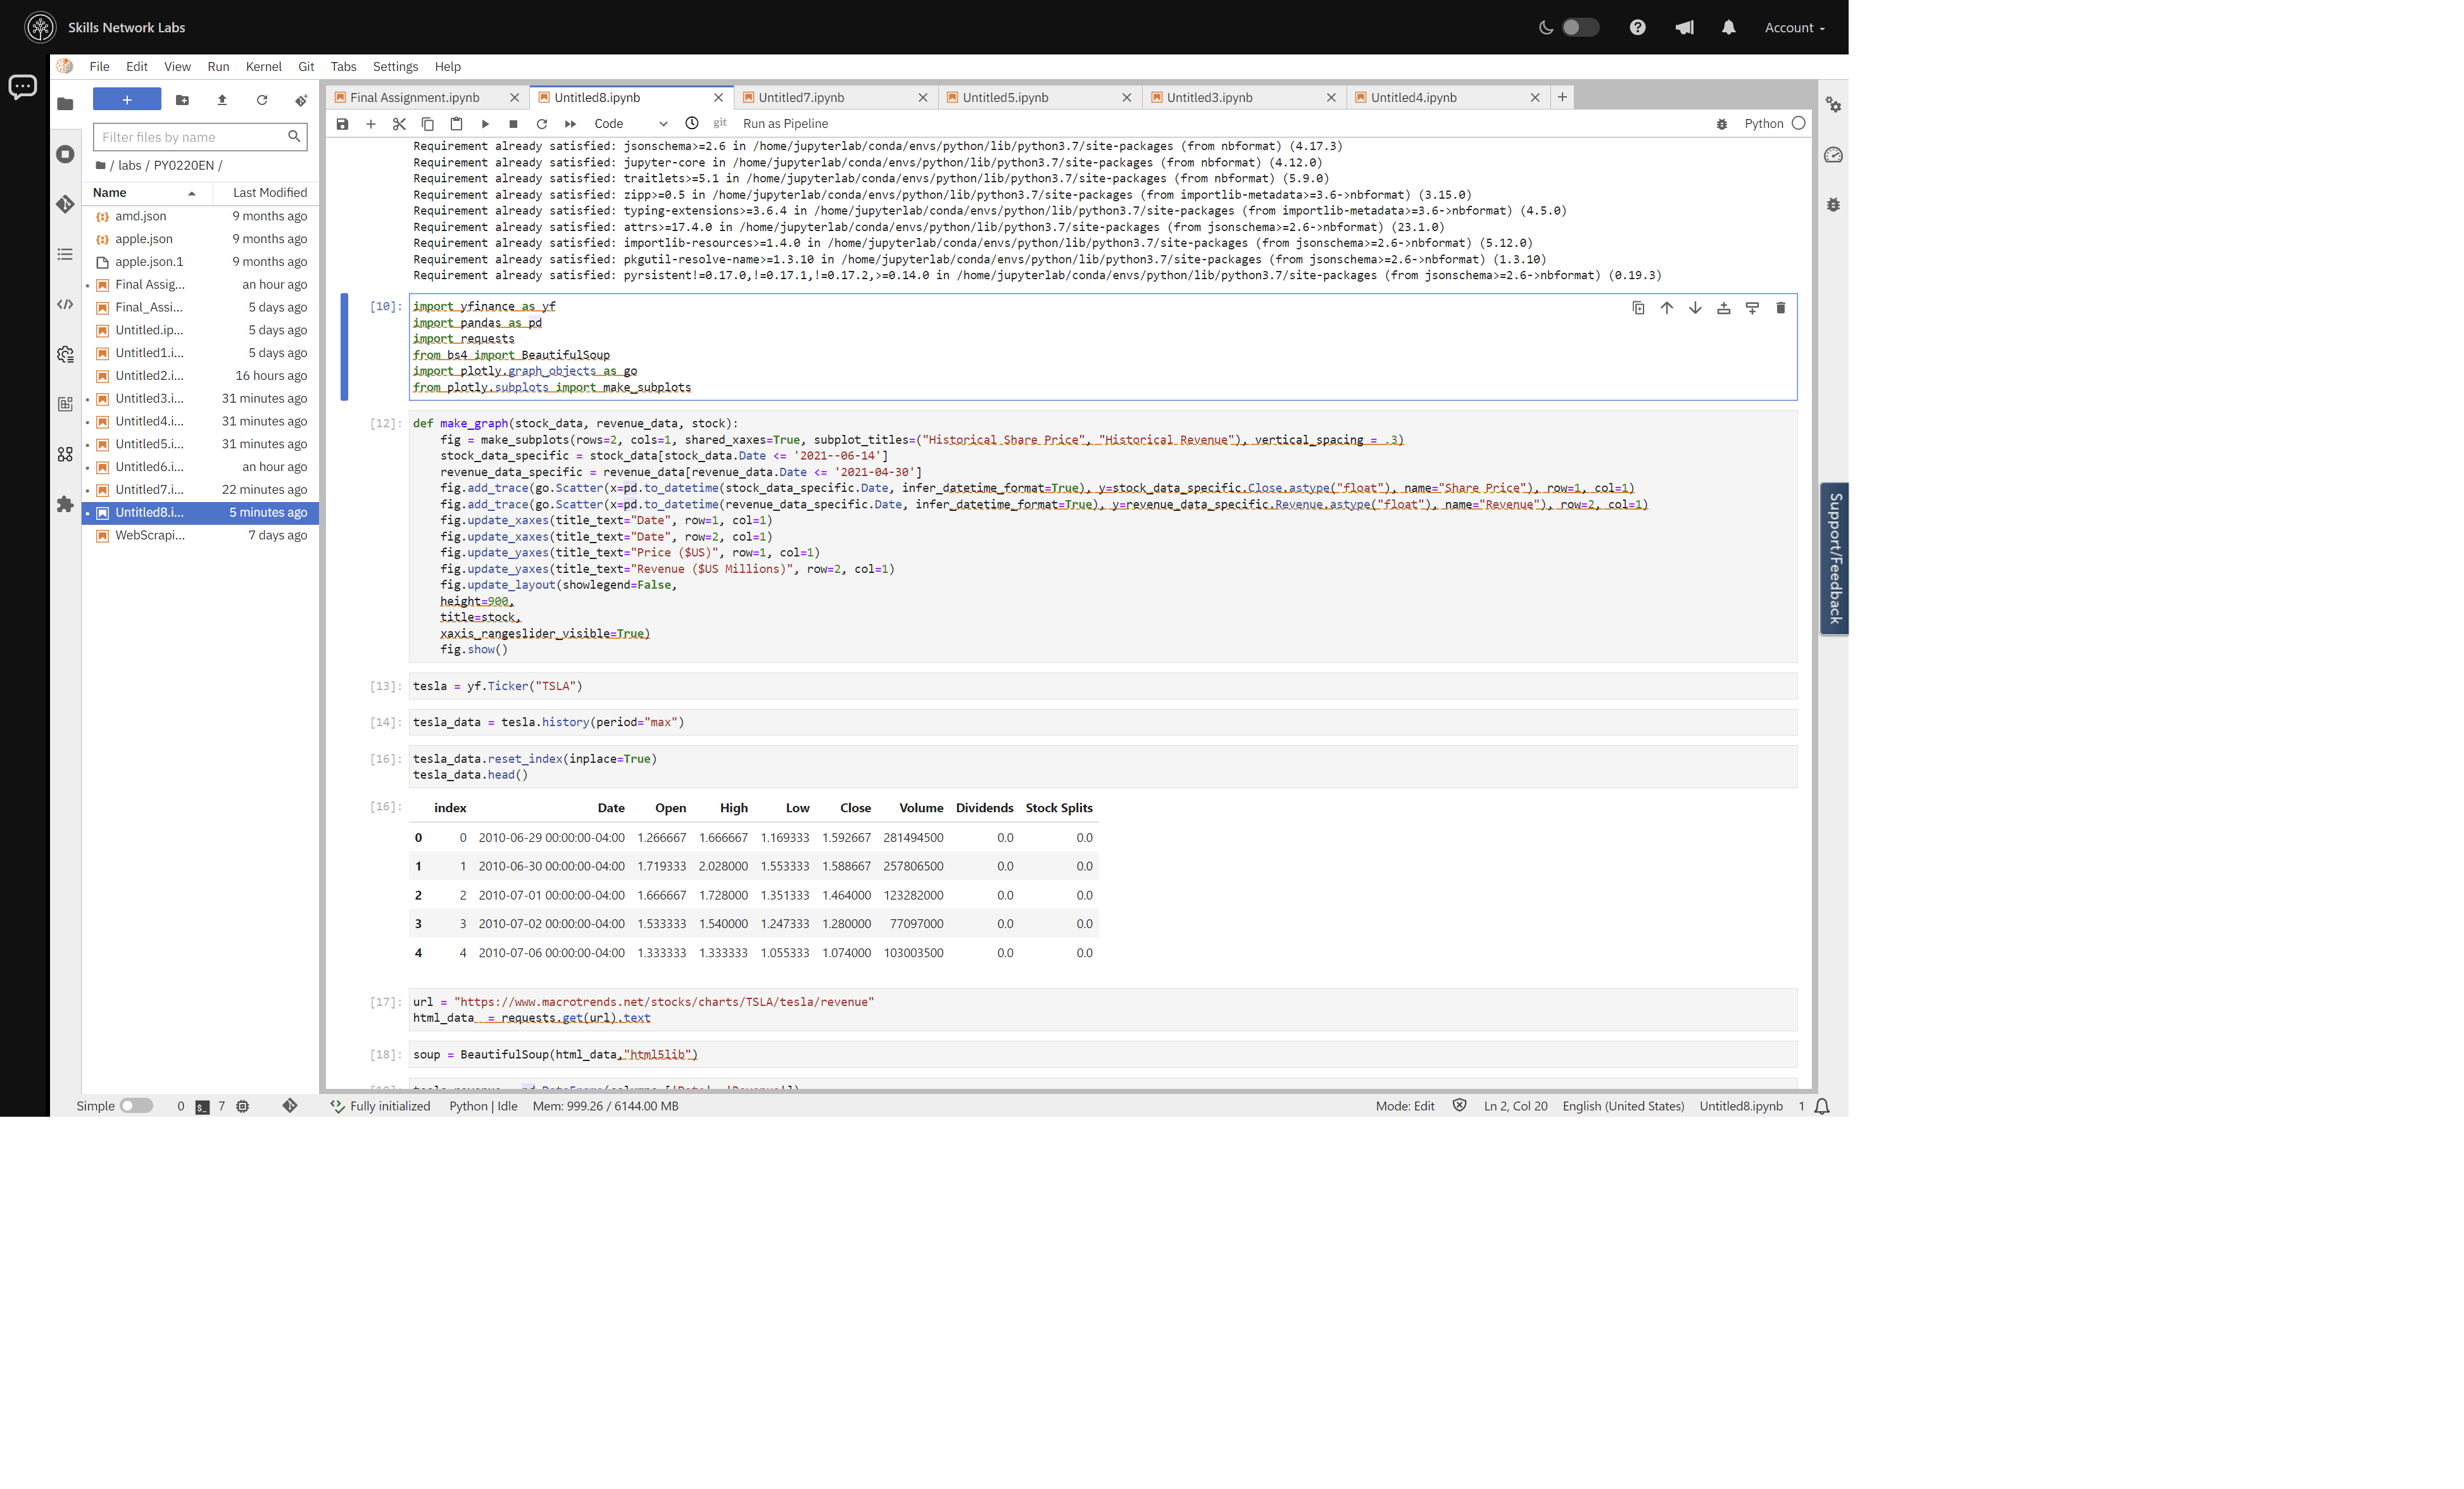 Skills Network Labs
Account
File Edit View Run Kernel Git Tabs Settings Help
Final Assignment.ipynb
Untitled8.ipynb
Untitled7.ipynb
Untitled5.ipynb
Untitled3.ipynb
Untitled4.ipynb
Code
git
Run as Pipeline
Python
Filter files by name
/ labs / PY0220EN /
Name Last Modified
amd.json 9 months ago
apple.json 9 months ago
apple.json.1 9 months ago
Final Assig... an hour ago
Final_Assi... 5 days ago
Untitled.ip... 5 days ago
Untitled1.i... 5 days ago
Untitled2.i... 16 hours ago
Untitled3.i... 31 minutes ago
Untitled4.i... 31 minutes ago
Untitled5.i... 31 minutes ago
Untitled6.i... an hour ago
Untitled7.i... 22 minutes ago
Untitled8.i... 5 minutes ago
WebScrapi... 7 days ago
Requirement already satisfied: jsonschema>=2.6 in /home/jupyterlab/conda/envs/python/lib/python3.7/site-packages (from nbformat) (4.17.3)
Requirement already satisfied: jupyter-core in /home/jupyterlab/conda/envs/python/lib/python3.7/site-packages (from nbformat) (4.12.0)
Requirement already satisfied: traitlets>=5.1 in /home/jupyterlab/conda/envs/python/lib/python3.7/site-packages (from nbformat) (5.9.0)
Requirement already satisfied: zipp>=0.5 in /home/jupyterlab/conda/envs/python/lib/python3.7/site-packages (from importlib-metadata>=3.6->nbformat) (3.15.0)
Requirement already satisfied: typing-extensions>=3.6.4 in /home/jupyterlab/conda/envs/python/lib/python3.7/site-packages (from importlib-metadata>=3.6->nbformat) (4.5.0)
Requirement already satisfied: attrs>=17.4.0 in /home/jupyterlab/conda/envs/python/lib/python3.7/site-packages (from jsonschema>=2.6->nbformat) (23.1.0)
Requirement already satisfied: importlib-resources>=1.4.0 in /home/jupyterlab/conda/envs/python/lib/python3.7/site-packages (from jsonschema>=2.6->nbformat) (5.12.0)
Requirement already satisfied: pkgutil-resolve-name>=1.3.10 in /home/jupyterlab/conda/envs/python/lib/python3.7/site-packages (from jsonschema>=2.6->nbformat) (1.3.10)
Requirement already satisfied: pyrsistent!=0.17.0,!=0.17.1,!=0.17.2,>=0.14.0 in /home/jupyterlab/conda/envs/python/lib/python3.7/site-packages (from jsonschema>=2.6->nbformat) (0.19.3)
[10]: import yfinance as yf
import pandas as pd
import requests
from bs4 import BeautifulSoup
import plotly.graph_objects as go
from plotly.subplots import make_subplots
[12]: def make_graph(stock_data, revenue_data, stock):
fig = make_subplots(rows=2, cols=1, shared_xaxes=True, subplot_titles=("Historical Share Price", "Historical Revenue"), vertical_spacing = .3)
stock_data_specific = stock_data[stock_data.Date <= '2021--06-14']
revenue_data_specific = revenue_data[revenue_data.Date <= '2021-04-30']
fig.add_trace(go.Scatter(x=pd.to_datetime(stock_data_specific.Date, infer_datetime_format=True), y=stock_data_specific.Close.astype("float"), name="Share Price"), row=1, col=1)
fig.add_trace(go.Scatter(x=pd.to_datetime(revenue_data_specific.Date, infer_datetime_format=True), y=revenue_data_specific.Revenue.astype("float"), name="Revenue"), row=2, col=1)
fig.update_xaxes(title_text="Date", row=1, col=1)
fig.update_xaxes(title_text="Date", row=2, col=1)
fig.update_yaxes(title_text="Price ($US)", row=1, col=1)
fig.update_yaxes(title_text="Revenue ($US Millions)", row=2, col=1)
fig.update_layout(showlegend=False,
height=900,
title=stock,
xaxis_rangeslider_visible=True)
fig.show()
[13]: tesla = yf.Ticker("TSLA")
[14]: tesla_data = tesla.history(period="max")
[16]: tesla_data.reset_index(inplace=True)
tesla_data.head()
[16]: index Date Open High Low Close Volume Dividends Stock Splits
0 0 2010-06-29 00:00:00-04:00 1.266667 1.666667 1.169333 1.592667 281494500 0.0 0.0
1 1 2010-06-30 00:00:00-04:00 1.719333 2.028000 1.553333 1.588667 257806500 0.0 0.0
2 2 2010-07-01 00:00:00-04:00 1.666667 1.728000 1.351333 1.464000 123282000 0.0 0.0
3 3 2010-07-02 00:00:00-04:00 1.533333 1.540000 1.247333 1.280000 77097000 0.0 0.0
4 4 2010-07-06 00:00:00-04:00 1.333333 1.333333 1.055333 1.074000 103003500 0.0 0.0
[17]: url = "https://www.macrotrends.net/stocks/charts/TSLA/tesla/revenue"
html_data  = requests.get(url).text
[18]: soup = BeautifulSoup(html_data,"html5lib")
Support/Feedback
Simple 0 7 Fully initialized Python | Idle Mem: 999.26 / 6144.00 MB Mode: Edit Ln 2, Col 20 English (United States) Untitled8.ipynb 1